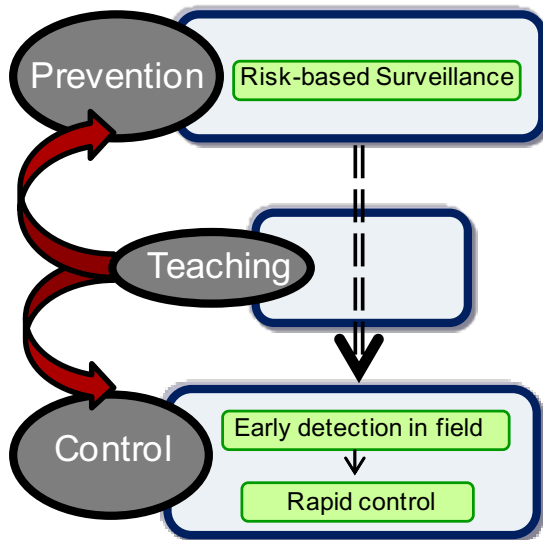 Prevention
Risk-based Surveillance
Teaching
Control
Early detection in field
Rapid control